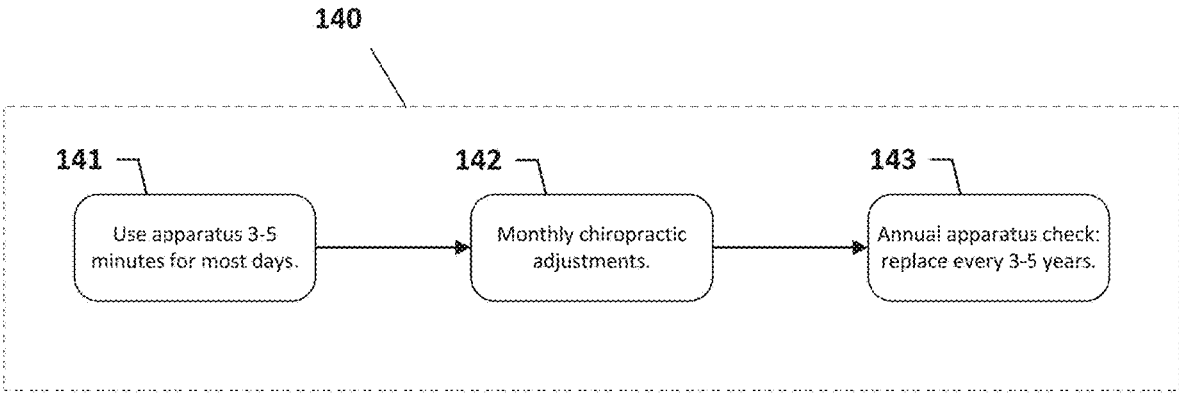 140
141
142
143
Use apparatus 3-5
minutes for most days.
Monthly chiropractic
adjustments.
Annual apparatus check:
replace every 3-5 years.